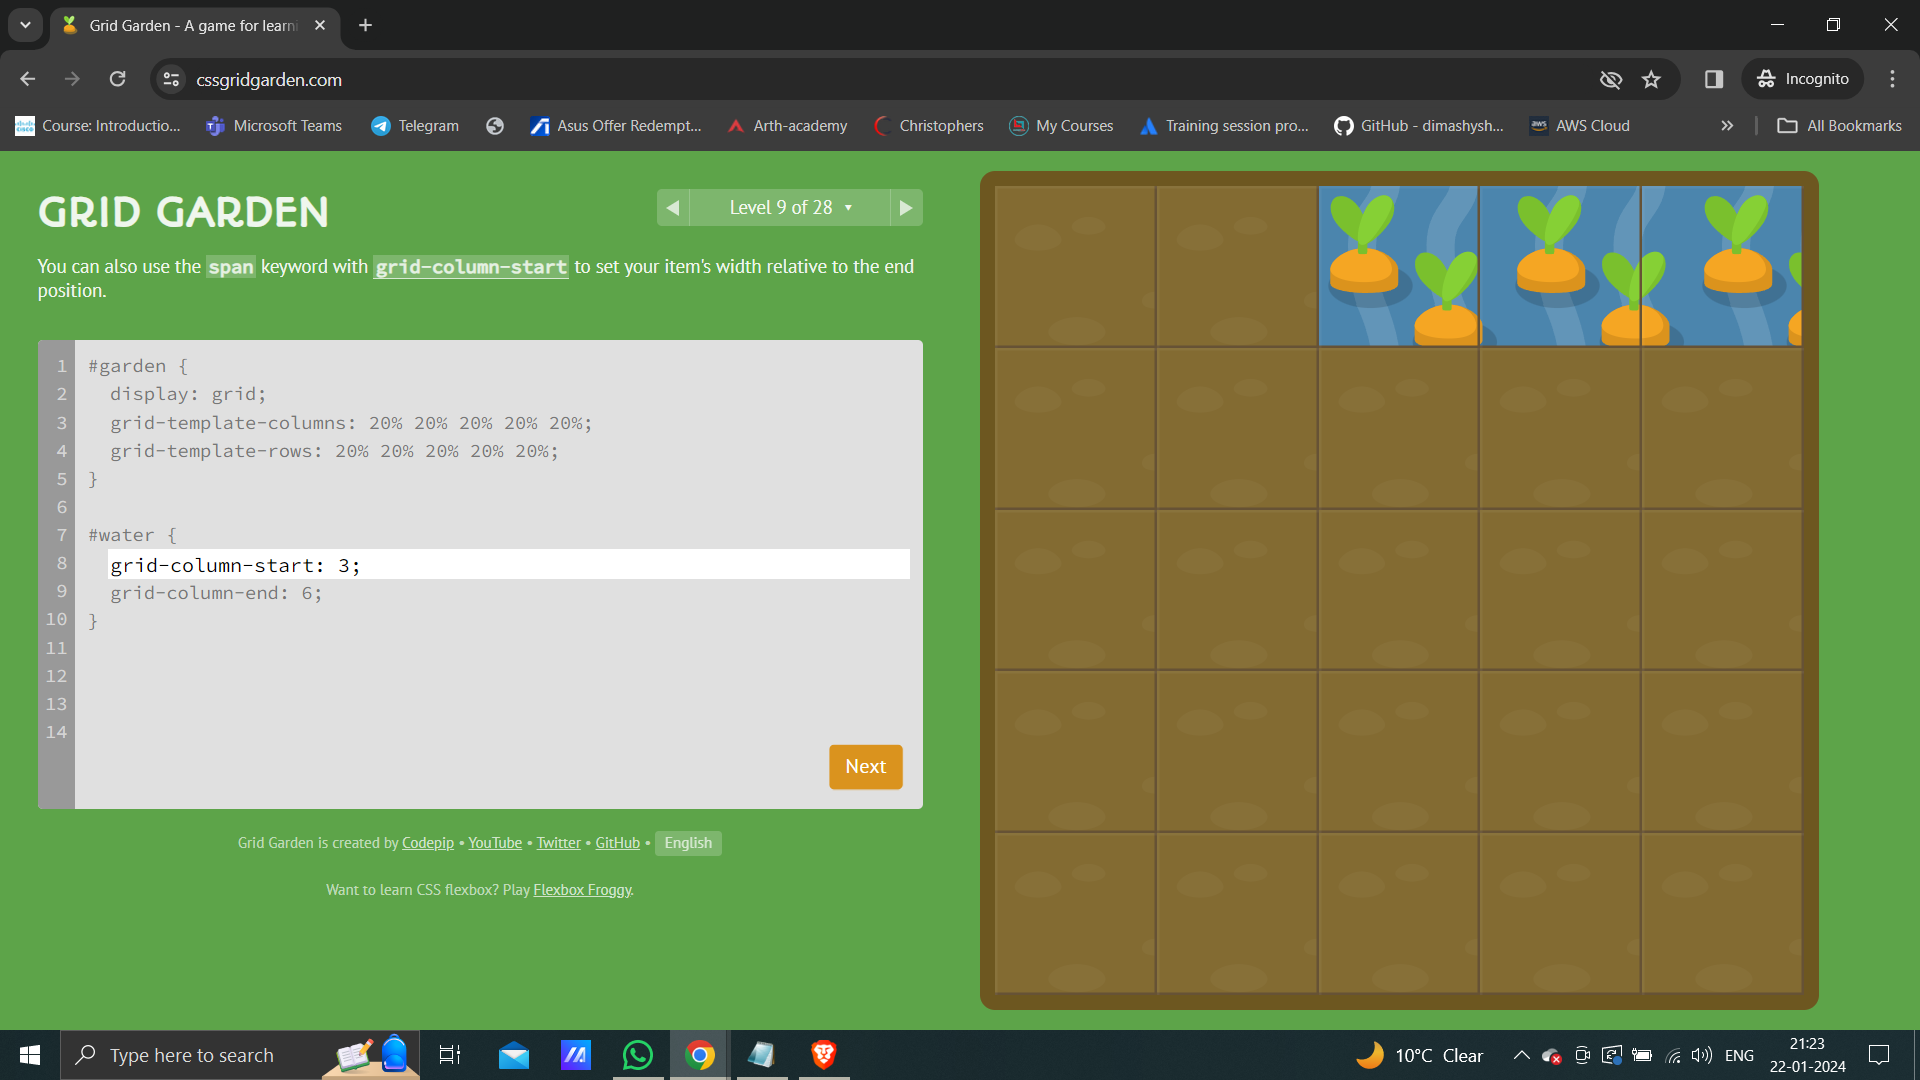 Grid Garden - A game for learni
cssgridgarden.com
Incognito
Course: Introductio...
Microsoft Teams
Telegram
Asus Offer Redempt...
Arth-academy
Christophers
My Courses
Training session pro...
GitHub - dimashysh...
AWS Cloud
All Bookmarks
GRID GARDEN
Level 9 of 28
You can also use the span keyword with grid-column-start to set your item's width relative to the end
position.
1 #garden {
2 display: grid;
3 grid-template-columns: 20% 20% 20% 20% 20%;
4 grid-template-rows: 20% 20% 20% 20% 20%;
5 }
6
7 #water {
8 grid-column-start: 3;
9 grid-column-end: 6;
10 }
11
12
13
14
Next
Grid Garden is created by Codepip • YouTube • Twitter • GitHub • English
Want to learn CSS flexbox? Play Flexbox Froggy.
Type here to search
10°C Clear
ENG
21:23
22-01-2024